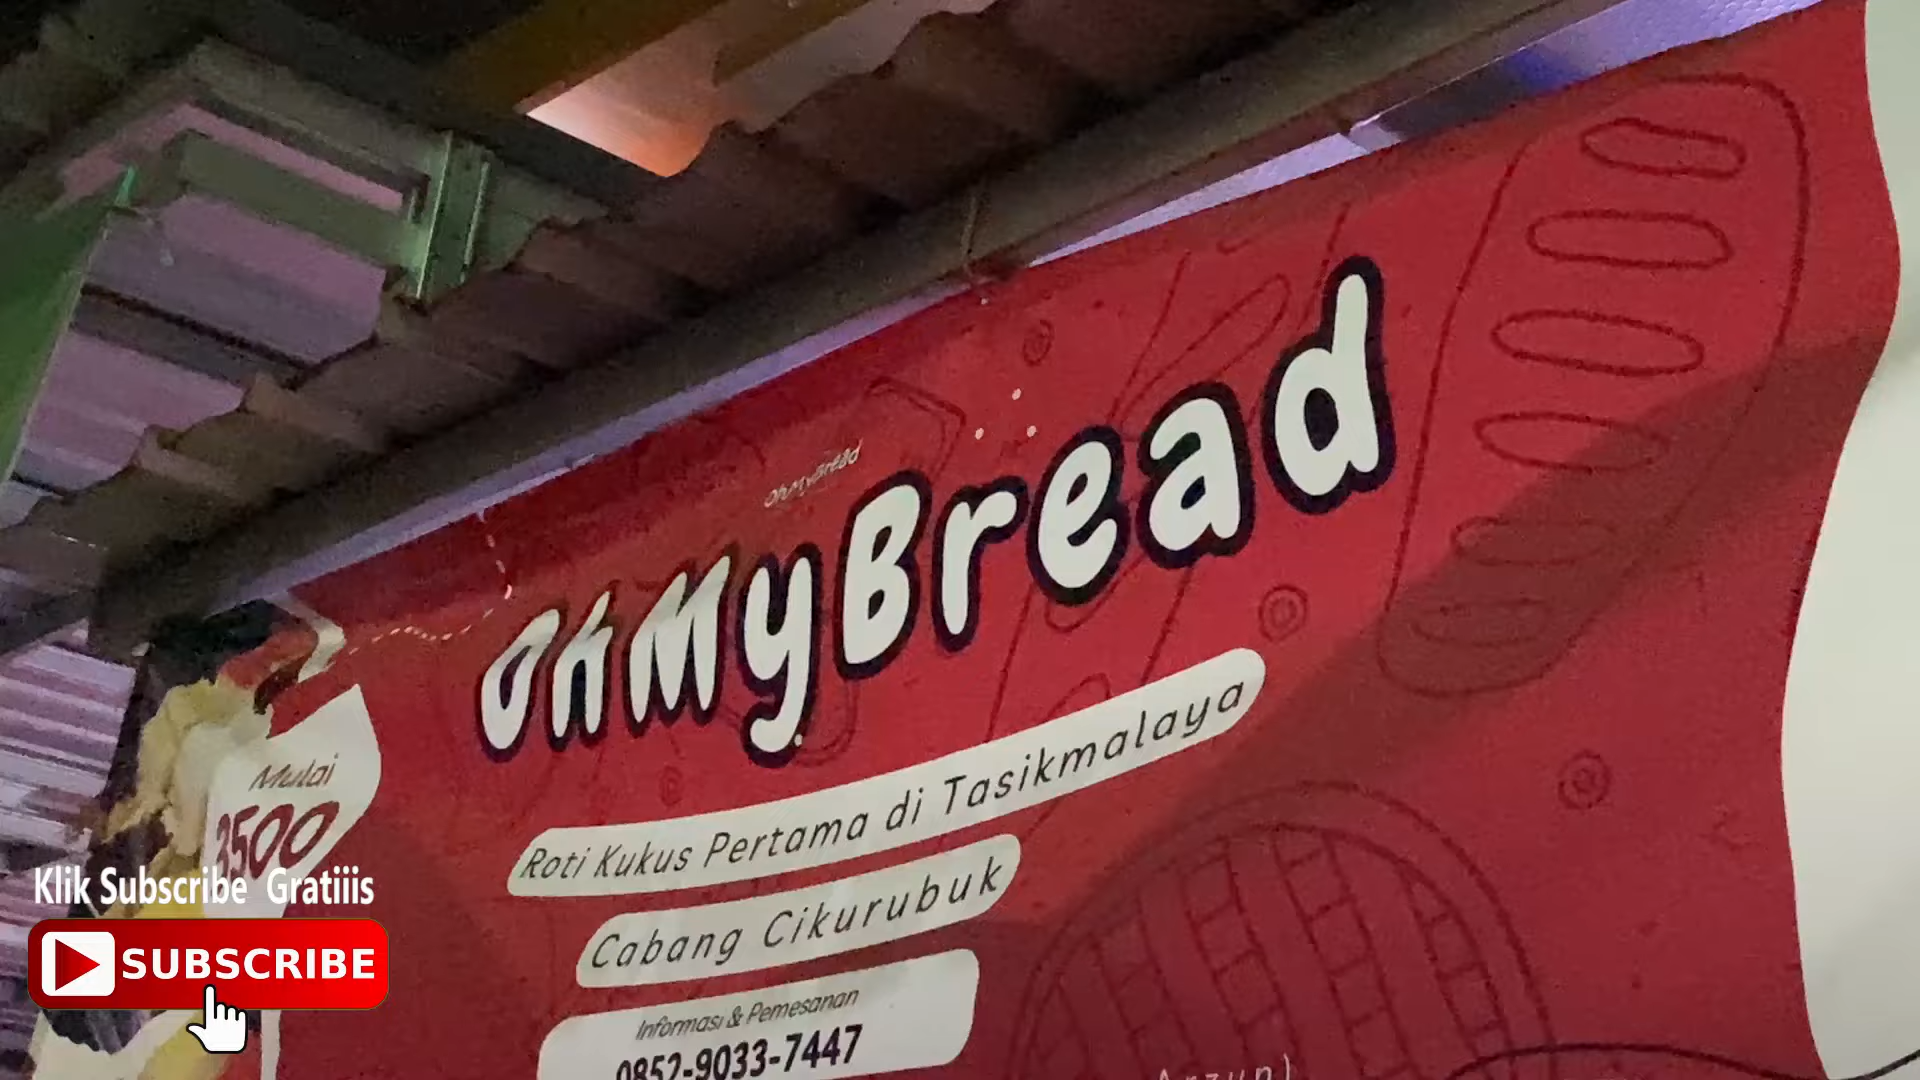 OhMyBread
OhMyBread
Mulai
3500
Roti Kukus Pertama di Tasikmalaya
Cabang Cikurubuk
Informasi & Pemesanan
0852-9033-7447
Klik Subscribe Gratiiis
SUBSCRIBE